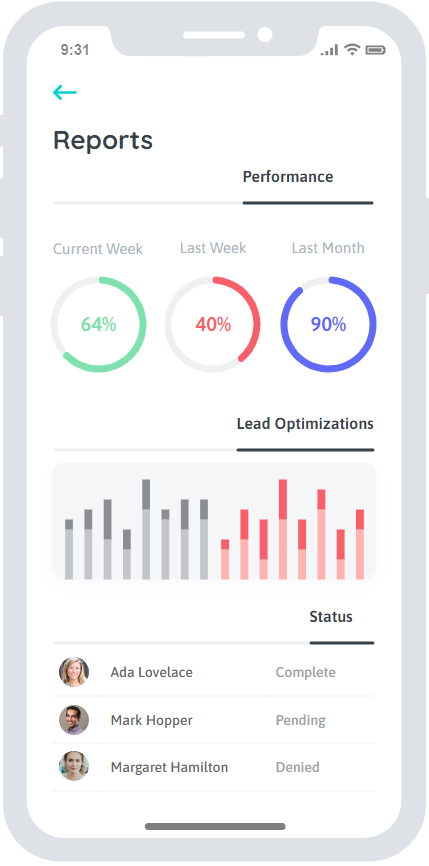 9:31
Reports
Performance
Current Week Last Week Last Month
64% 40% 90%
Lead Optimizations
Status
Ada Lovelace Complete
Mark Hopper Pending
Margaret Hamilton Denied